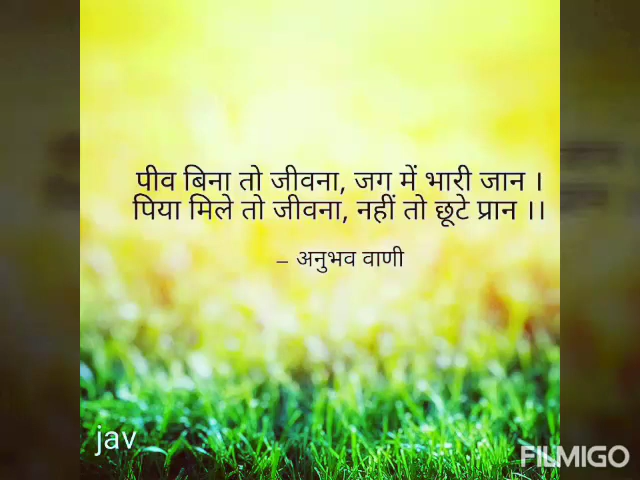 पीव बिना तो जीवना, जग में भारी जान ।
पिया मिले तो जीवना, नहीं तो छूटे प्रान ।।
– अनुभव वाणी
jav
FILMIGO